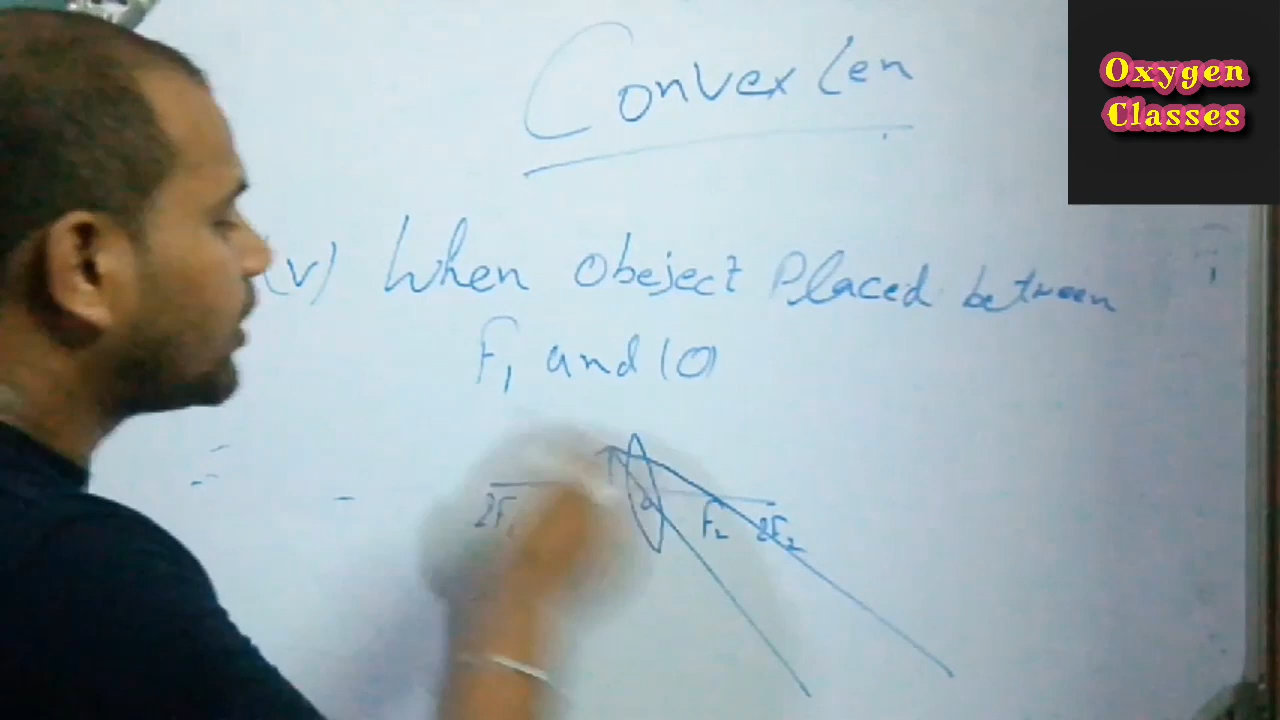 Oxygen
Classes
Convex len
(v) When Obeject Placed between
F1 and (O)
2F1
O
F2
2F2